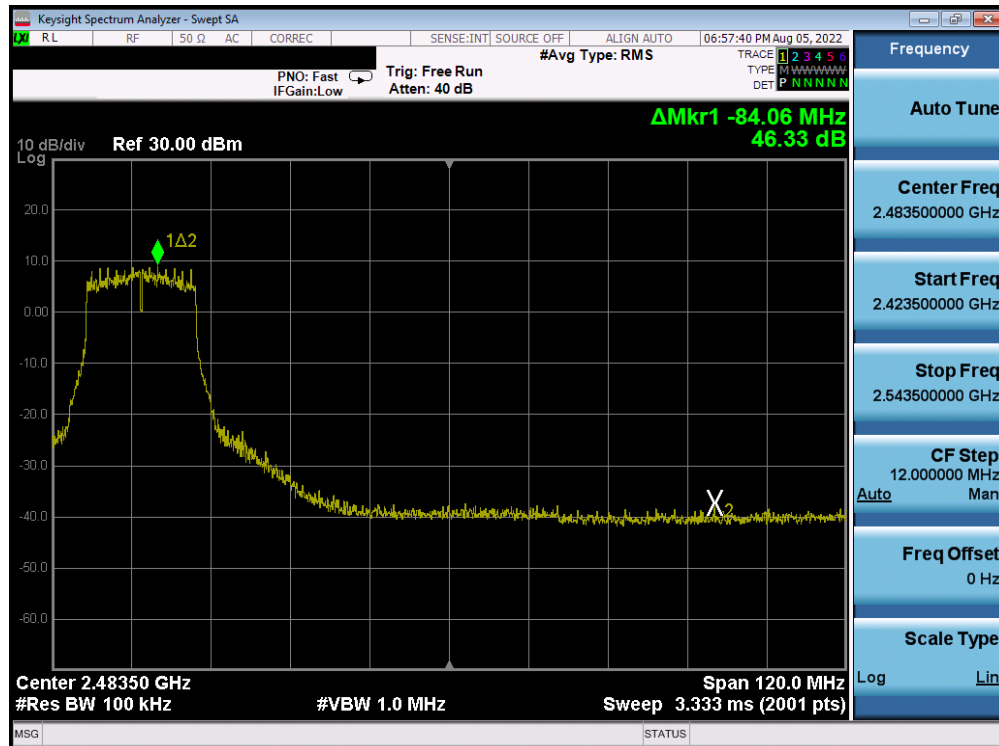 Keysight Spectrum Analyzer - Swept SA
LXI RL RF 50 Ω AC CORREC SENSE:INT SOURCE OFF ALIGN AUTO 06:57:40 PM Aug 05, 2022
#Avg Type: RMS TRACE 1 2 3 4 5 6
PNO: Fast Trig: Free Run TYPE M WWWWW
IFGain:Low Atten: 40 dB DET P N N N N N
ΔMkr1 -84.06 MHz
46.33 dB
10 dB/div Ref 30.00 dBm
Log
20.0
1Δ2
10.0
0.00
-10.0
-20.0
-30.0
X2
-40.0
-50.0
-60.0
Center 2.48350 GHz Span 120.0 MHz
#Res BW 100 kHz #VBW 1.0 MHz Sweep 3.333 ms (2001 pts)
MSG STATUS
Frequency
Auto Tune
Center Freq
2.483500000 GHz
Start Freq
2.423500000 GHz
Stop Freq
2.543500000 GHz
CF Step
12.000000 MHz
Auto Man
Freq Offset
0 Hz
Scale Type
Log Lin